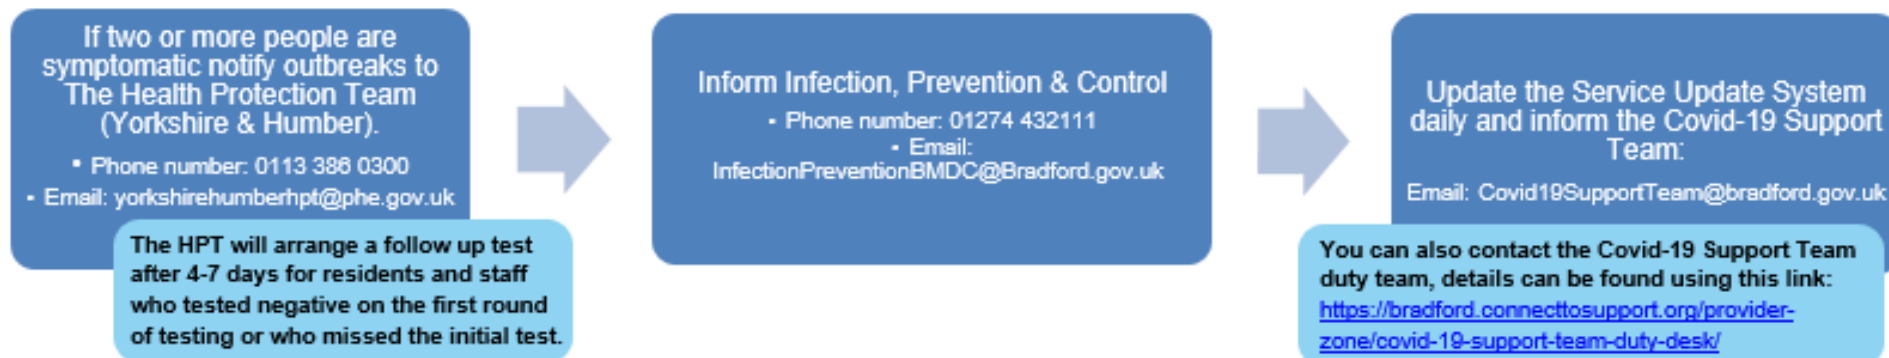 If two or more people are
symptomatic notify outbreaks to
The Health Protection Team
(Yorkshire & Humber).
▪ Phone number: 0113 386 0300
▪ Email: yorkshirehumberhpt@phe.gov.uk
The HPT will arrange a follow up test
after 4-7 days for residents and staff
who tested negative on the first round
of testing or who missed the initial test.
Inform Infection, Prevention & Control
▪ Phone number: 01274 432111
▪ Email:
InfectionPreventionBMDC@Bradford.gov.uk
Update the Service Update System
daily and inform the Covid-19 Support
Team:
Email: Covid19SupportTeam@bradford.gov.uk
You can also contact the Covid-19 Support Team
duty team, details can be found using this link:
https://bradford.connecttosupport.org/provider-
zone/covid-19-support-team-duty-desk/